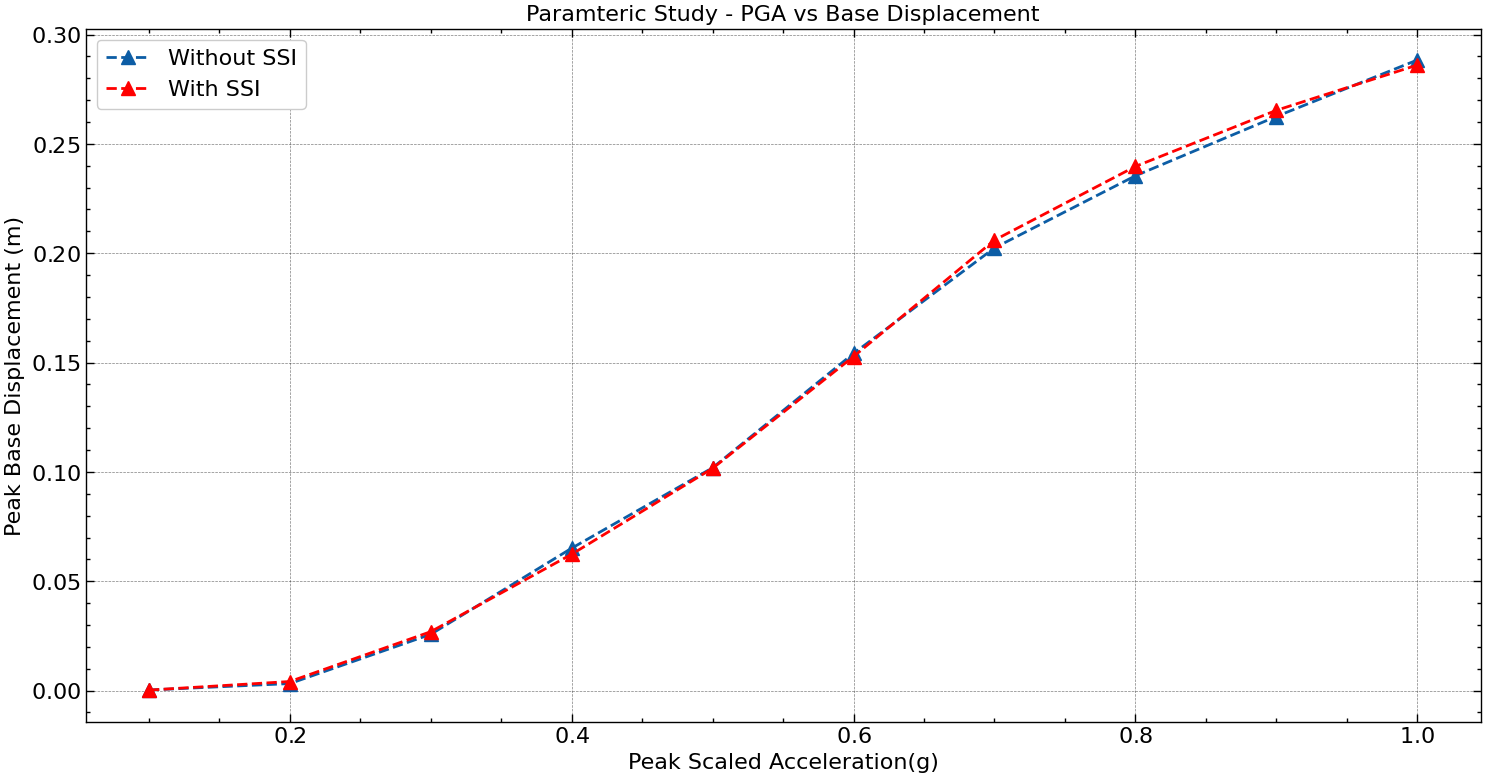 Paramteric Study - PGA vs Base Displacement
Without SSI
With SSI
0.30
0.25
0.20
0.15
0.10
0.05
0.00
Peak Base Displacement (m)
0.2
0.4
0.6
0.8
1.0
Peak Scaled Acceleration(g)